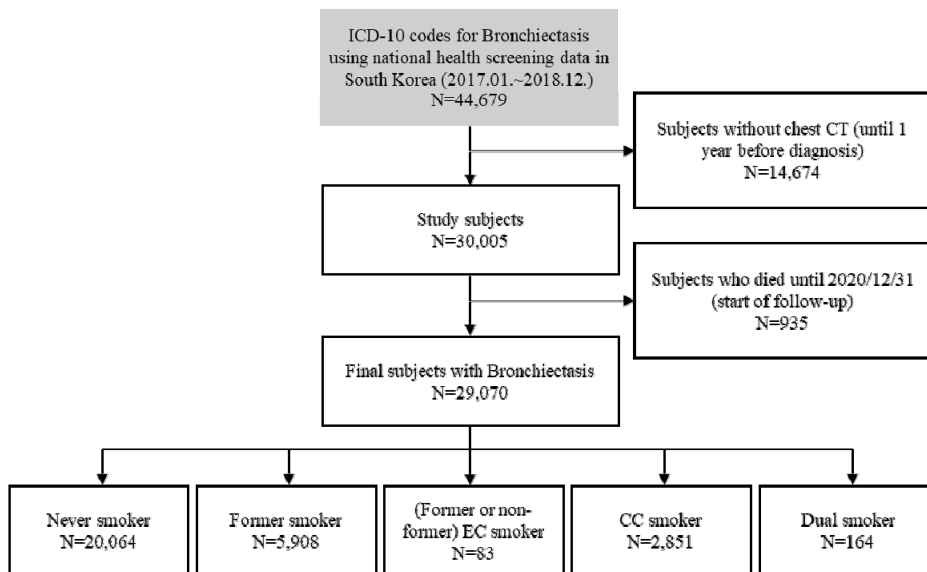 ICD-10 codes for Bronchiectasis
using national health screening data in
South Korea (2017.01.~2018.12.)
N=44,679
Subjects without chest CT (until 1
year before diagnosis)
N=14,674
Study subjects
N=30,005
Subjects who died until 2020/12/31
(start of follow-up)
N=935
Final subjects with Bronchiectasis
N=29,070
Never smoker
N=20,064
Former smoker
N=5,908
(Former or non-
former) EC smoker
N=83
CC smoker
N=2,851
Dual smoker
N=164